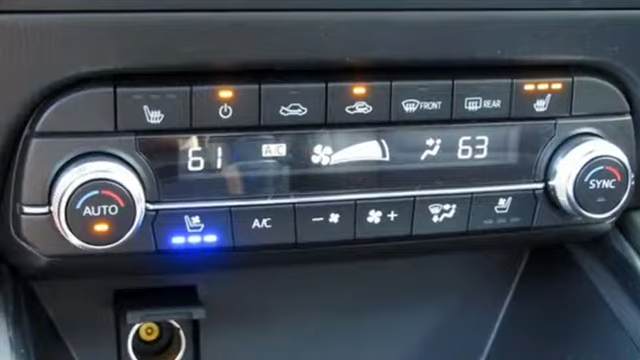 FRONT REAR
61 A/C 63
AUTO SYNC
A/C - +